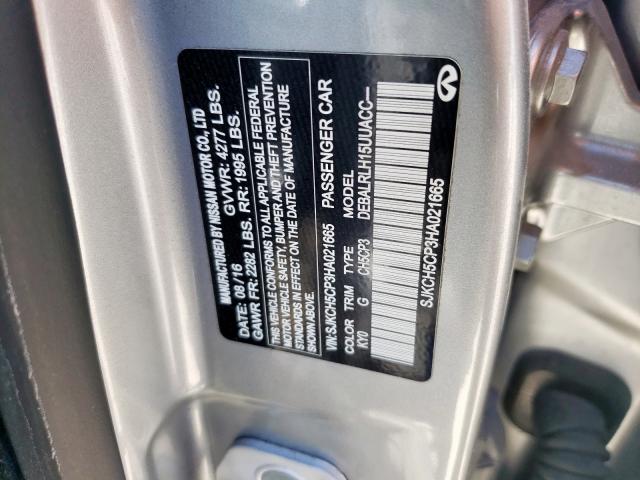 MANUFACTURED BY NISSAN MOTOR CO., LTD
GVWR: 4277 LBS.
DATE: 08/16
GAWR FR: 2282 LBS. RR: 1995 LBS.
THIS VEHICLE CONFORMS TO ALL APPLICABLE FEDERAL
MOTOR VEHICLE SAFETY, BUMPER AND THEFT PREVENTION
STANDARDS IN EFFECT ON THE DATE OF MANUFACTURE
SHOWN ABOVE.
VIN:SJKCH5CP3HA021665 PASSENGER CAR
COLOR TRIM TYPE MODEL
KY0 G CH5CP3 DEBALRLH15UUACC—
SJKCH5CP3HA021665